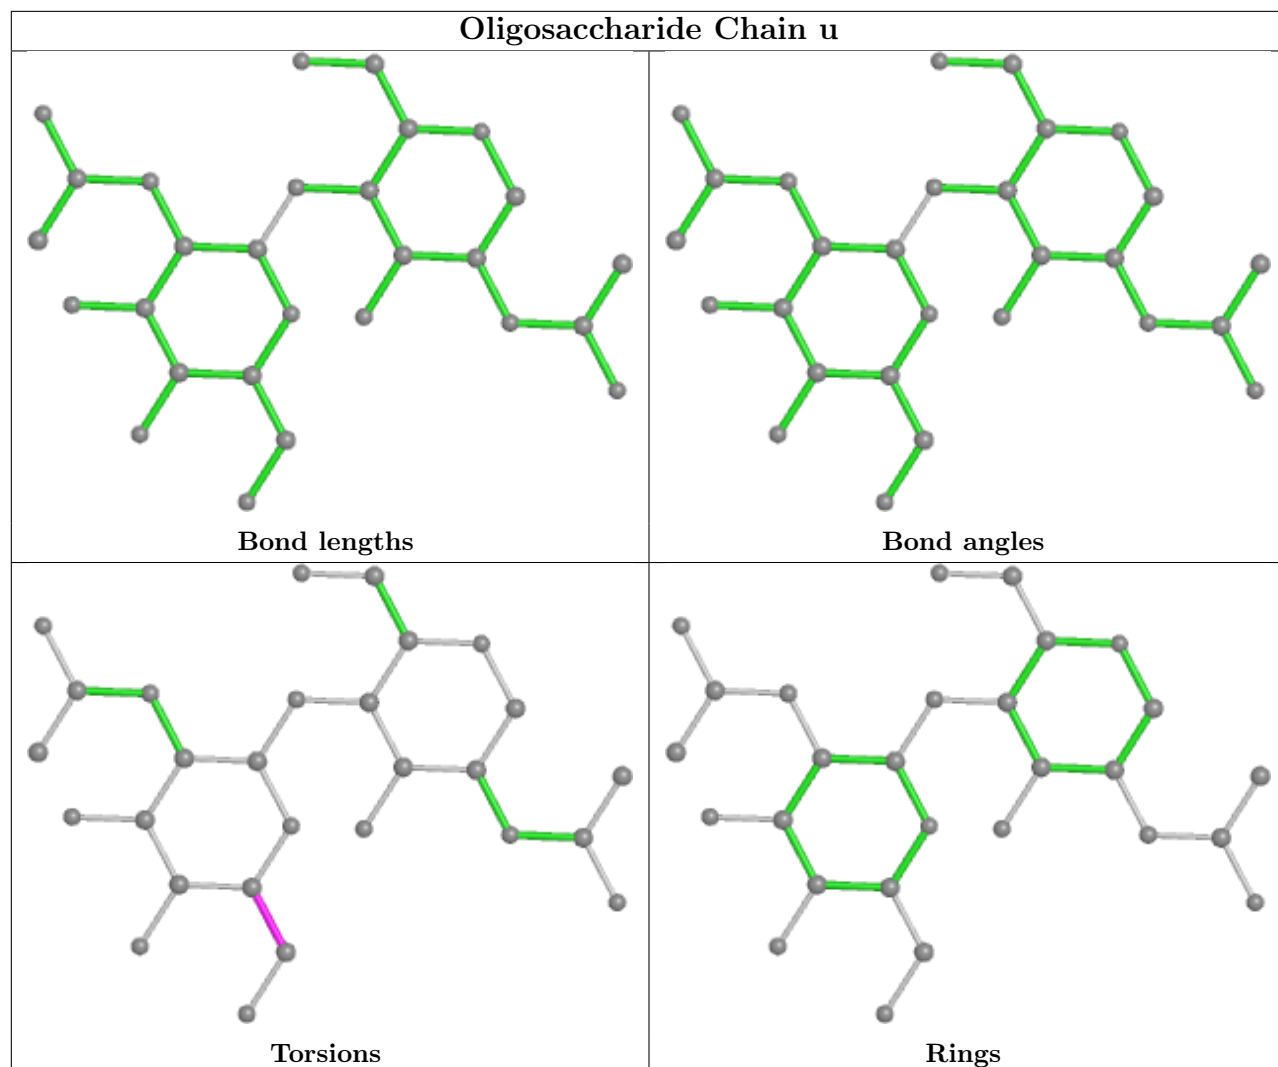 Oligosaccharide Chain u
Bond lengths
Bond angles
Torsions
Rings